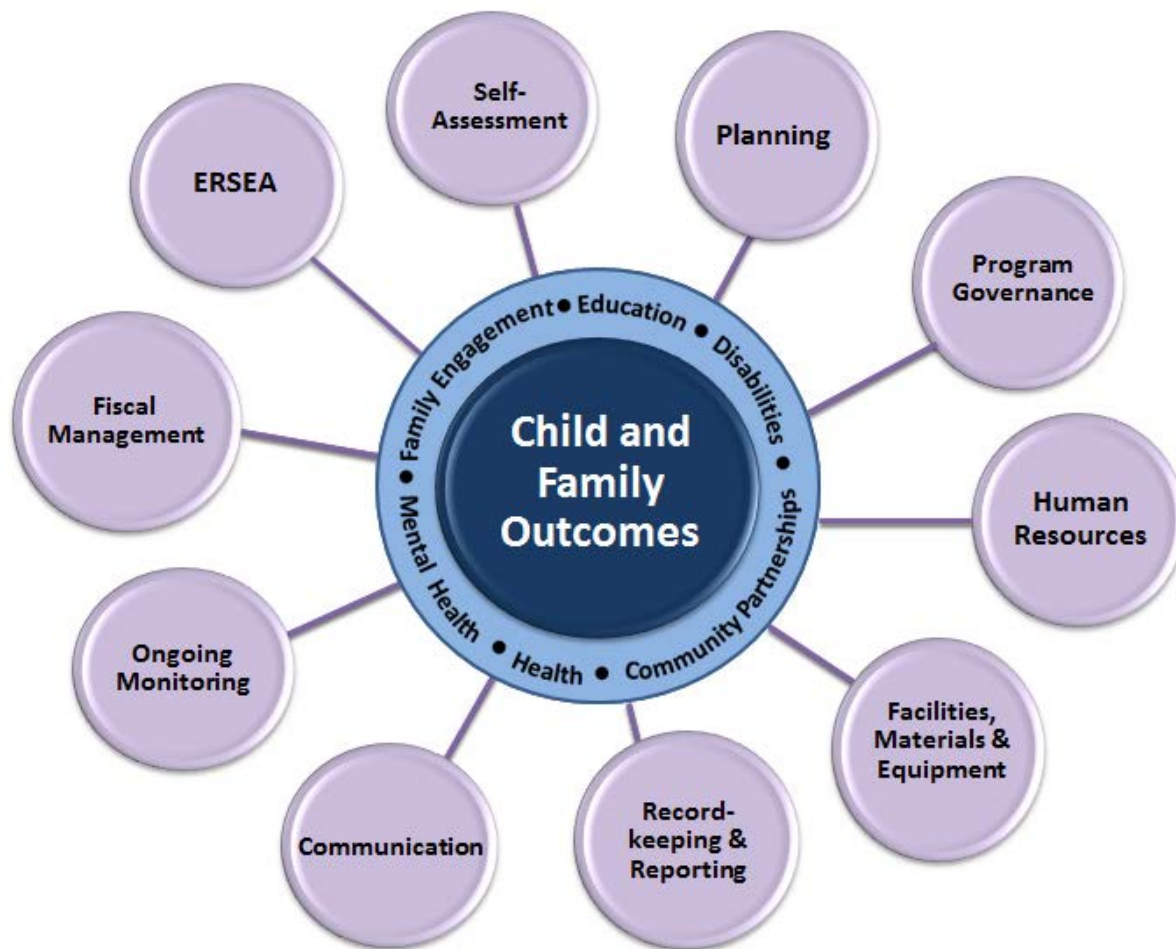 Self-
Assessment
Planning
ERSEA
Program
Governance
Fiscal
Management
Family Engagement • Education • Disabilities • Community Partnerships • Health • Mental Health •
Child and
Family
Outcomes
Human
Resources
Ongoing
Monitoring
Facilities,
Materials &
Equipment
Communication
Record-
keeping &
Reporting